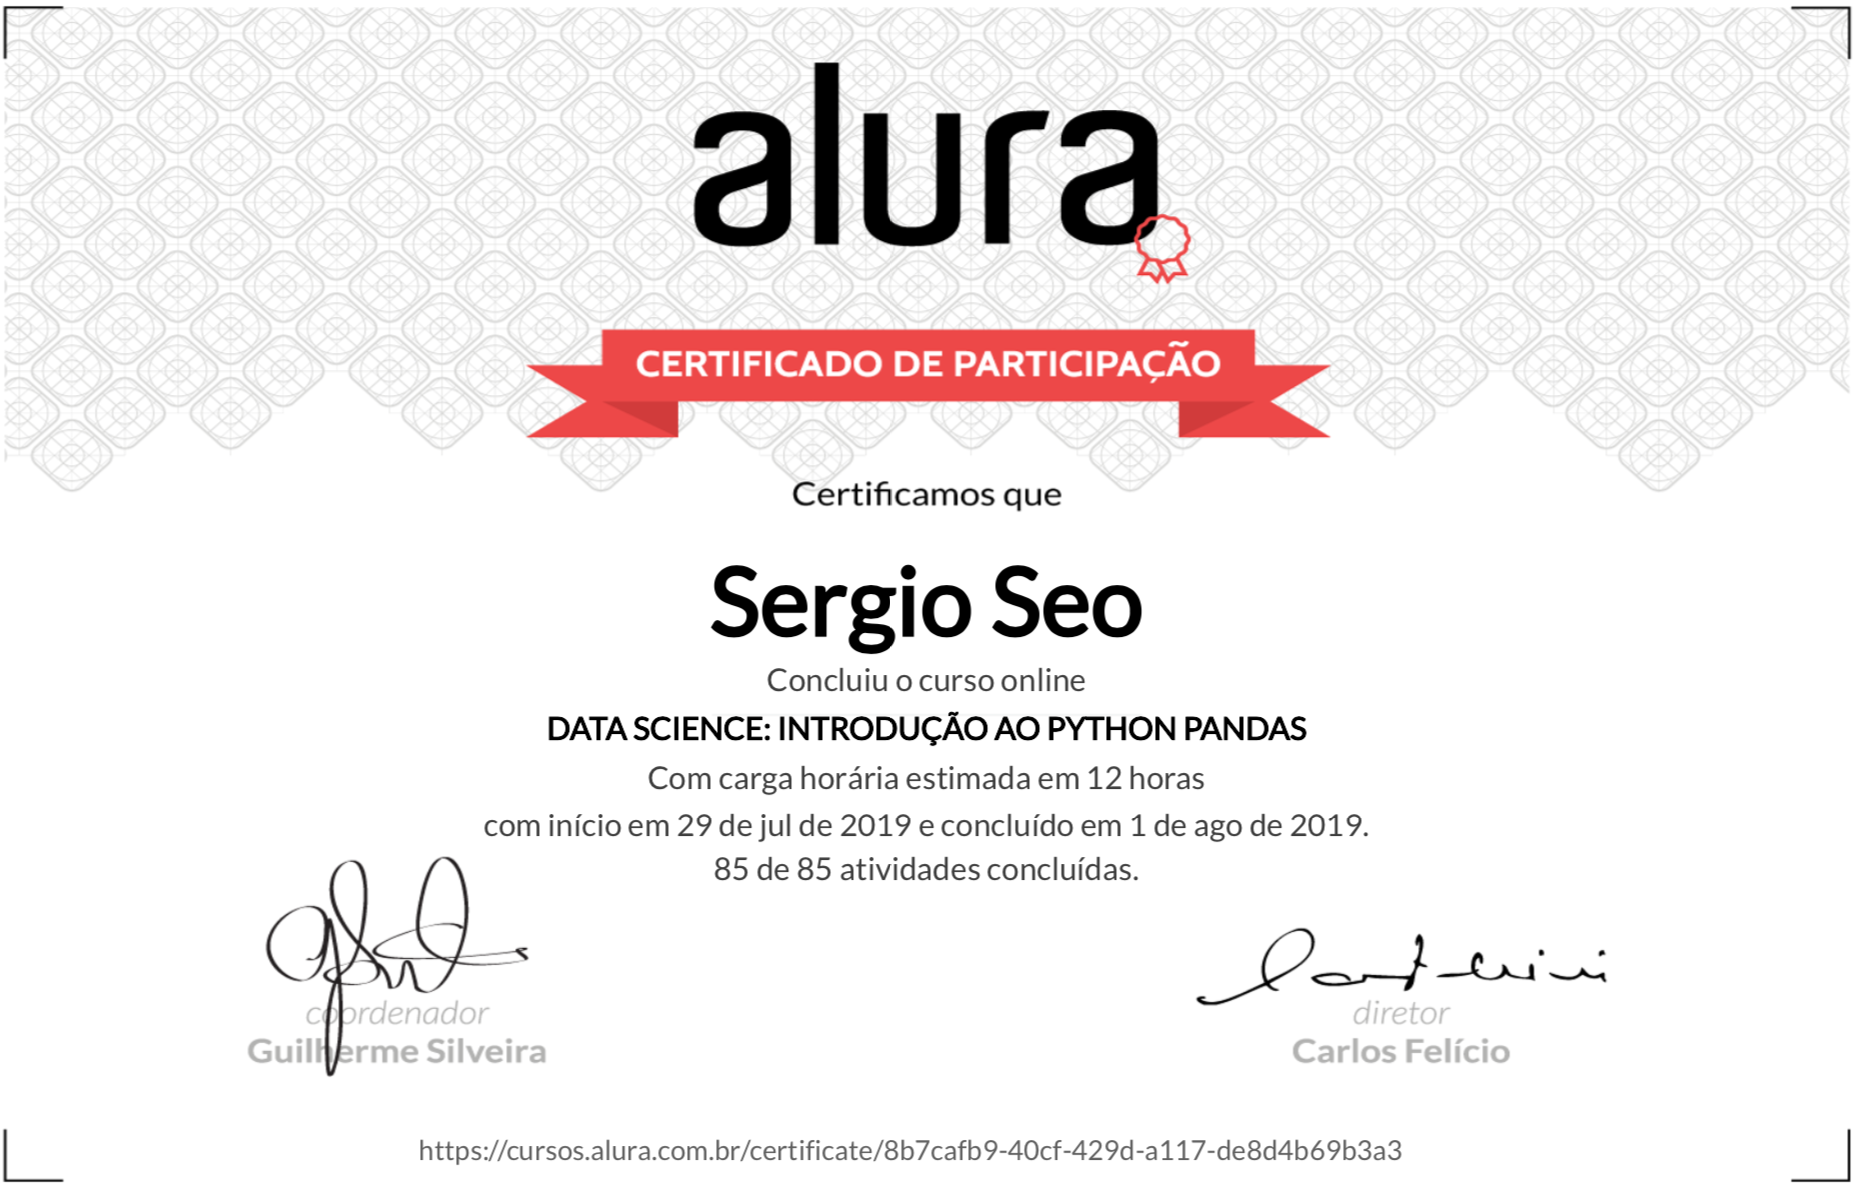 alura
CERTIFICADO DE PARTICIPAÇÃO
Certificamos que
Sergio Seo
Concluiu o curso online
DATA SCIENCE: INTRODUÇÃO AO PYTHON PANDAS
Com carga horária estimada em 12 horas
com início em 29 de jul de 2019 e concluído em 1 de ago de 2019.
85 de 85 atividades concluídas.
coordenador
Guilherme Silveira
diretor
Carlos Felício
https://cursos.alura.com.br/certificate/8b7cafb9-40cf-429d-a117-de8d4b69b3a3